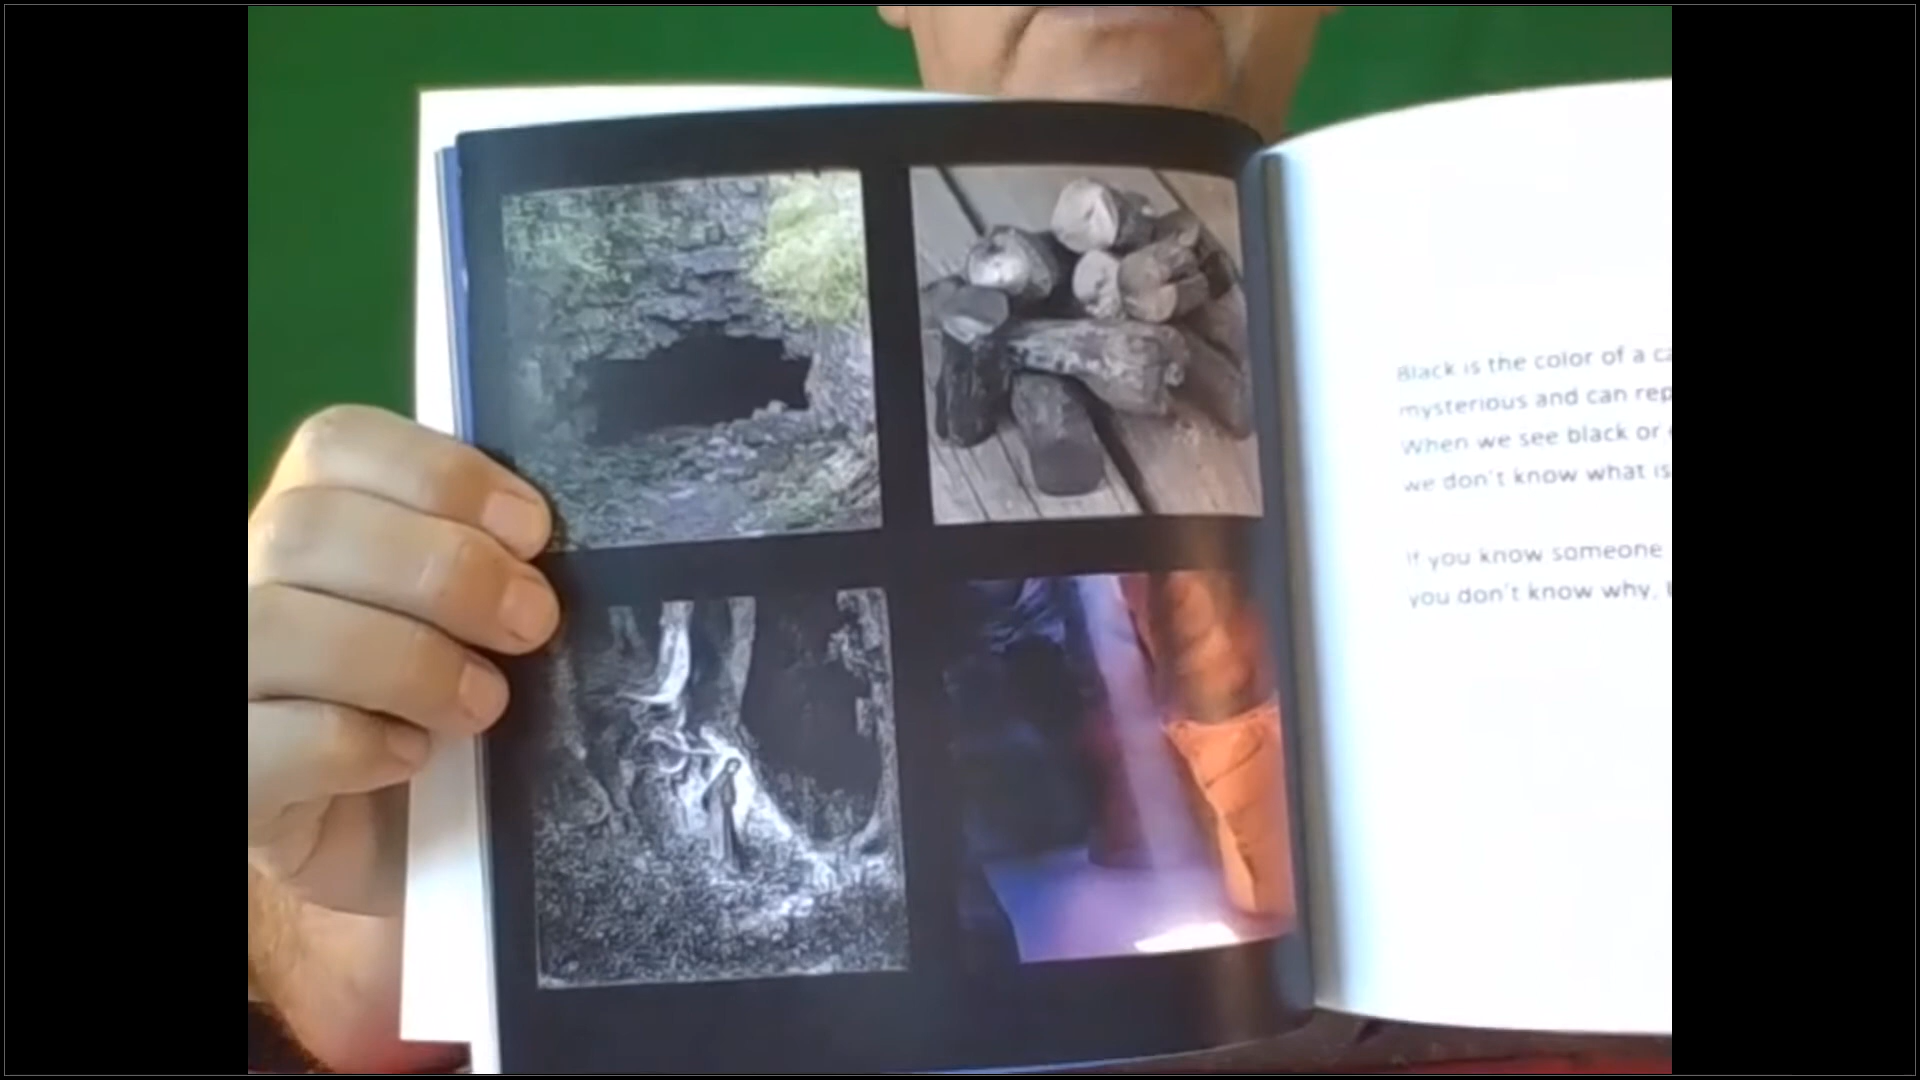 Black is the color of a
mysterious and can
When we see black or
we don't know what is

If you know someone
you don't know why,